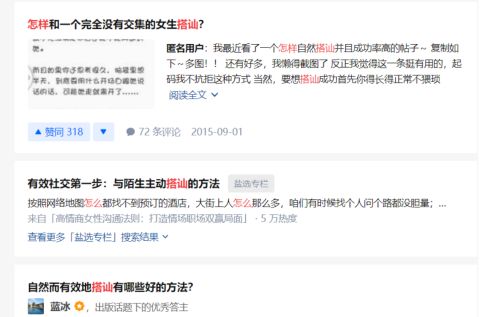 怎样和一个完全没有交集的女生搭讪?
匿名用户：我最近看了一个怎样自然搭讪并且成功率高的帖子~ 复制如
下~多图！！ 还有好多，我懒得截图了 反正我觉得这一条挺有用的，起
码我不抗拒这种方式 当然，要想搭讪成功首先你得长得正常不猥琐
阅读全文
赞同 318
72 条评论
2015-09-01
有效社交第一步：与陌生主动搭讪的方法 盐选专栏
按照网络地图怎么都找不到预订的酒店，大街上人怎么那么多，咱们有时候找个人问个路都没胆量；...
来自「高情商女性沟通法则：打造情场职场双赢局面」 · 5 万热度
查看更多「盐选专栏」搜索结果
自然而有效地搭讪有哪些好的方法?
蓝冰 ，出版话题下的优秀答主